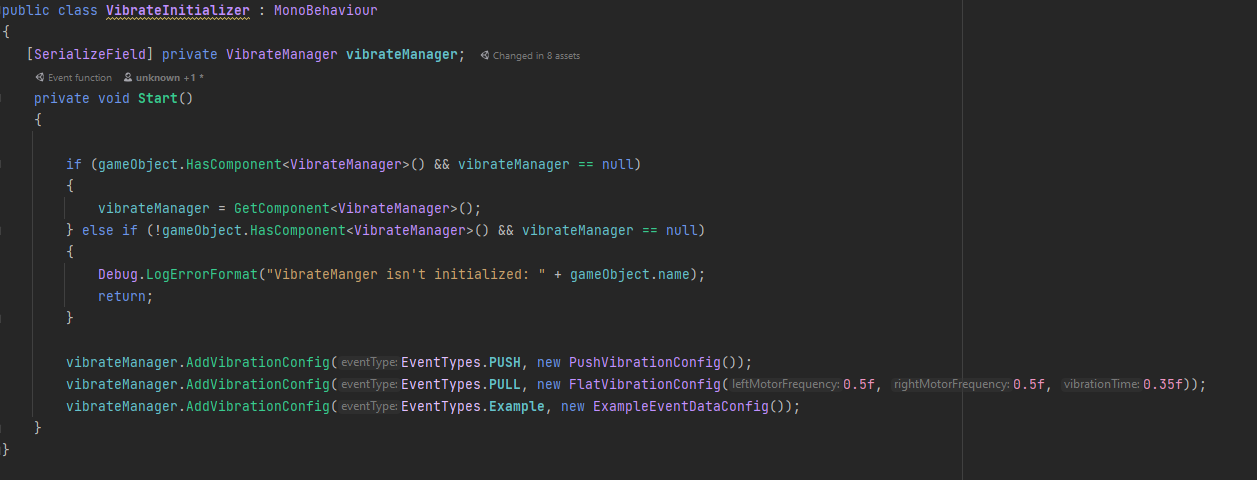 public class VibrateInitializer : MonoBehaviour
{
[SerializeField] private VibrateManager vibrateManager; Changed in 8 assets
Event function unknown +1 *
private void Start()
{
if (gameObject.HasComponent<VibrateManager>() && vibrateManager == null)
{
vibrateManager = GetComponent<VibrateManager>();
} else if (!gameObject.HasComponent<VibrateManager>() && vibrateManager == null)
{
Debug.LogErrorFormat("VibrateManger isn't initialized: " + gameObject.name);
return;
}
vibrateManager.AddVibrationConfig(eventType: EventTypes.PUSH, new PushVibrationConfig());
vibrateManager.AddVibrationConfig(eventType: EventTypes.PULL, new FlatVibrationConfig(leftMotorFrequency: 0.5f, rightMotorFrequency: 0.5f, vibrationTime: 0.35f));
vibrateManager.AddVibrationConfig(eventType: EventTypes.Example, new ExampleEventDataConfig());
}
}